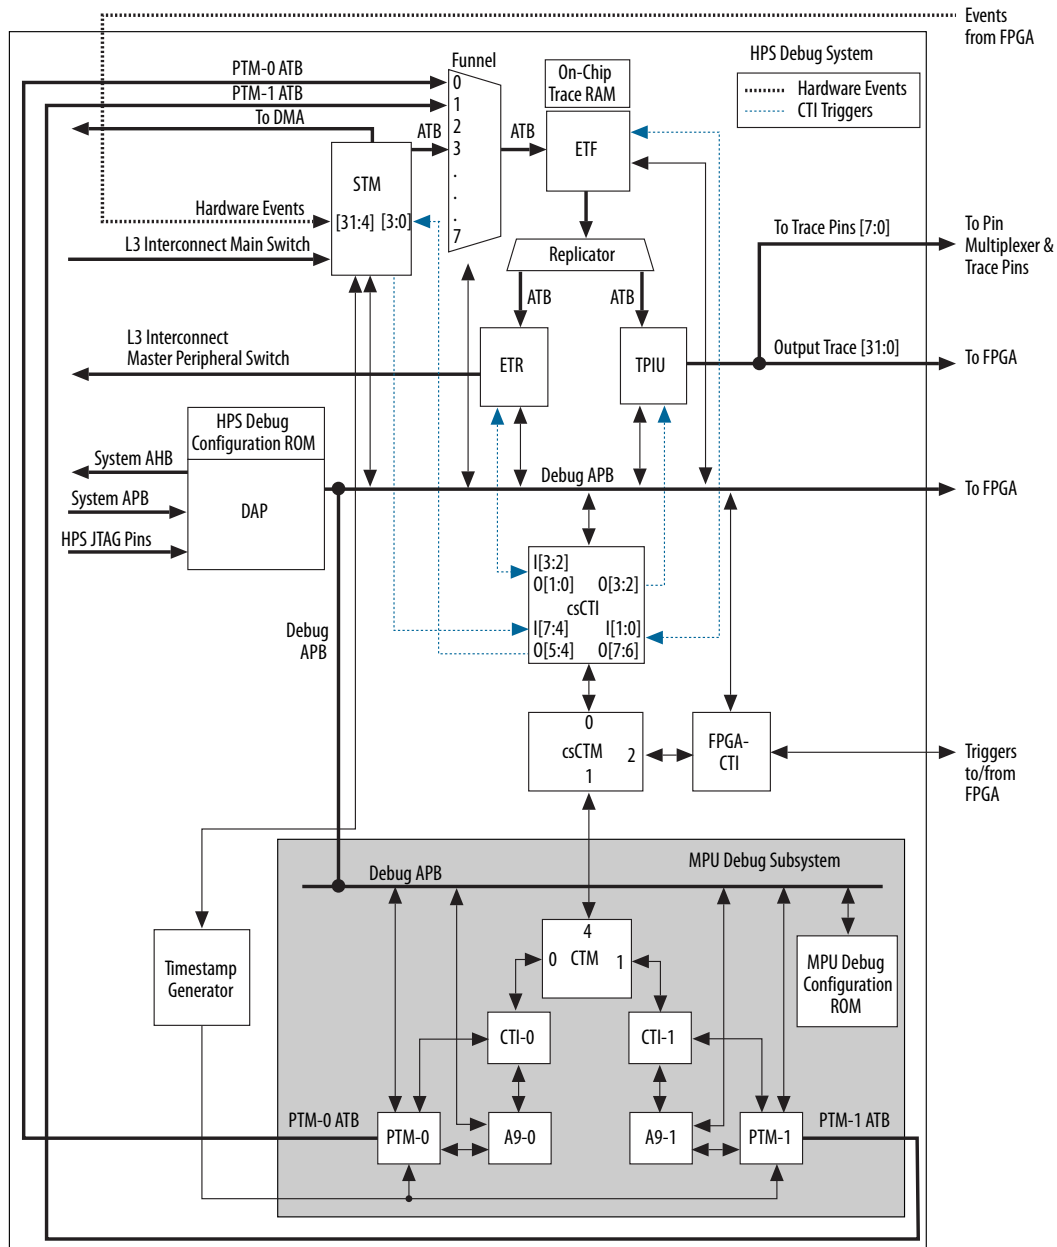 Events
from FPGA
HPS Debug System
Hardware Events
CTI Triggers
Funnel
PTM-0 ATB
0
PTM-1 ATB
1
To DMA
2
ATB
3
.
.
.
7
On-Chip
Trace RAM
ATB
ETF
STM
[31:4] [3:0]
Hardware Events
L3 Interconnect Main Switch
Replicator
ATB
ATB
To Trace Pins [7:0]
To Pin
Multiplexer &
Trace Pins
L3 Interconnect
Master Peripheral Switch
ETR
TPIU
Output Trace [31:0]
To FPGA
HPS Debug
Configuration ROM
System AHB
System APB
DAP
HPS JTAG Pins
Debug APB
To FPGA
I[3:2]
O[1:0] O[3:2]
csCTI
I[7:4] I[1:0]
O[5:4] O[7:6]
Debug
APB
0
csCTM 2
1
FPGA-
CTI
Triggers
to/from
FPGA
MPU Debug Subsystem
Debug APB
4
0 CTM 1
Timestamp
Generator
MPU Debug
Configuration
ROM
CTI-0
CTI-1
PTM-0 ATB
PTM-0
A9-0
A9-1
PTM-1
PTM-1 ATB